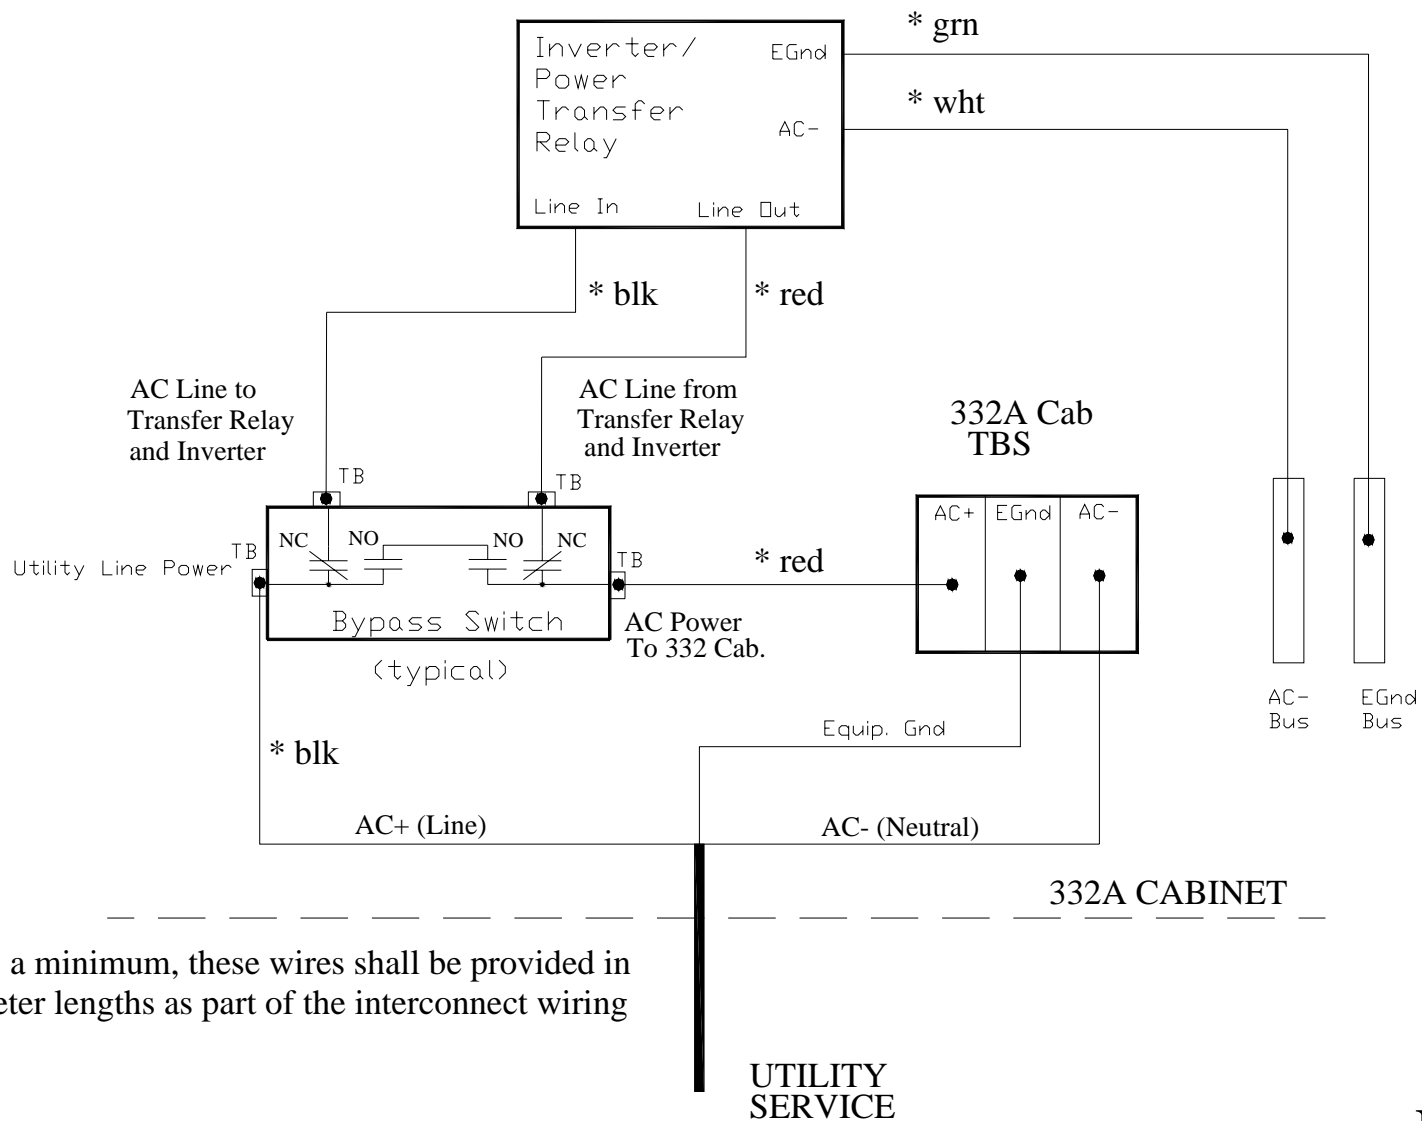 * grn
Inverter/
Power
Transfer
Relay
EGnd
AC-
Line In
Line Out
* wht
* blk
* red
AC Line to
Transfer Relay
and Inverter
AC Line from
Transfer Relay
and Inverter
332A Cab
TBS
TB
TB
AC+
EGnd
AC-
NC
NO
NO
NC
TB
TB
Utility Line Power
* red
Bypass Switch
(typical)
AC Power
To 332 Cab.
AC-
Bus
EGnd
Bus
Equip. Gnd
* blk
AC+ (Line)
AC- (Neutral)
332A CABINET
a minimum, these wires shall be provided in
eter lengths as part of the interconnect wiring
UTILITY
SERVICE